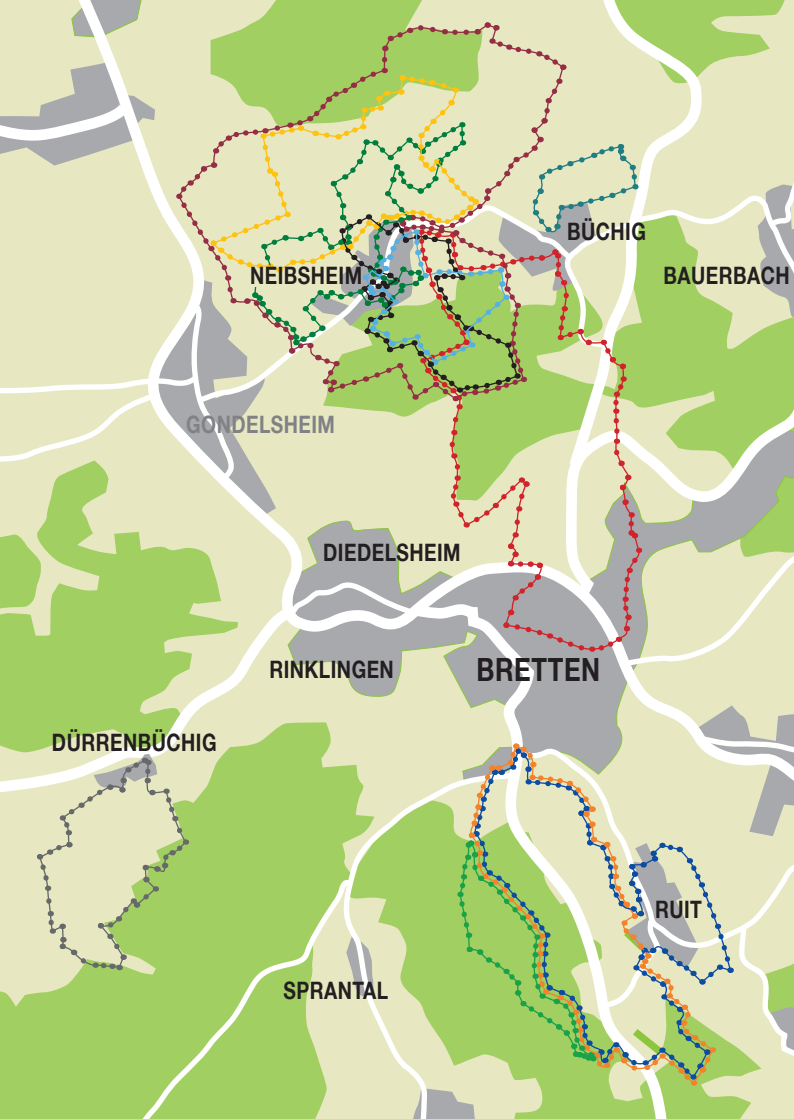 BÜCHIG
NEIBSHEIM
BAUERBACH
GONDELSHEIM
DIEDELSHEIM
RINKLINGEN
BRETTEN
DÜRRENBÜCHIG
RUIT
SPRANTAL